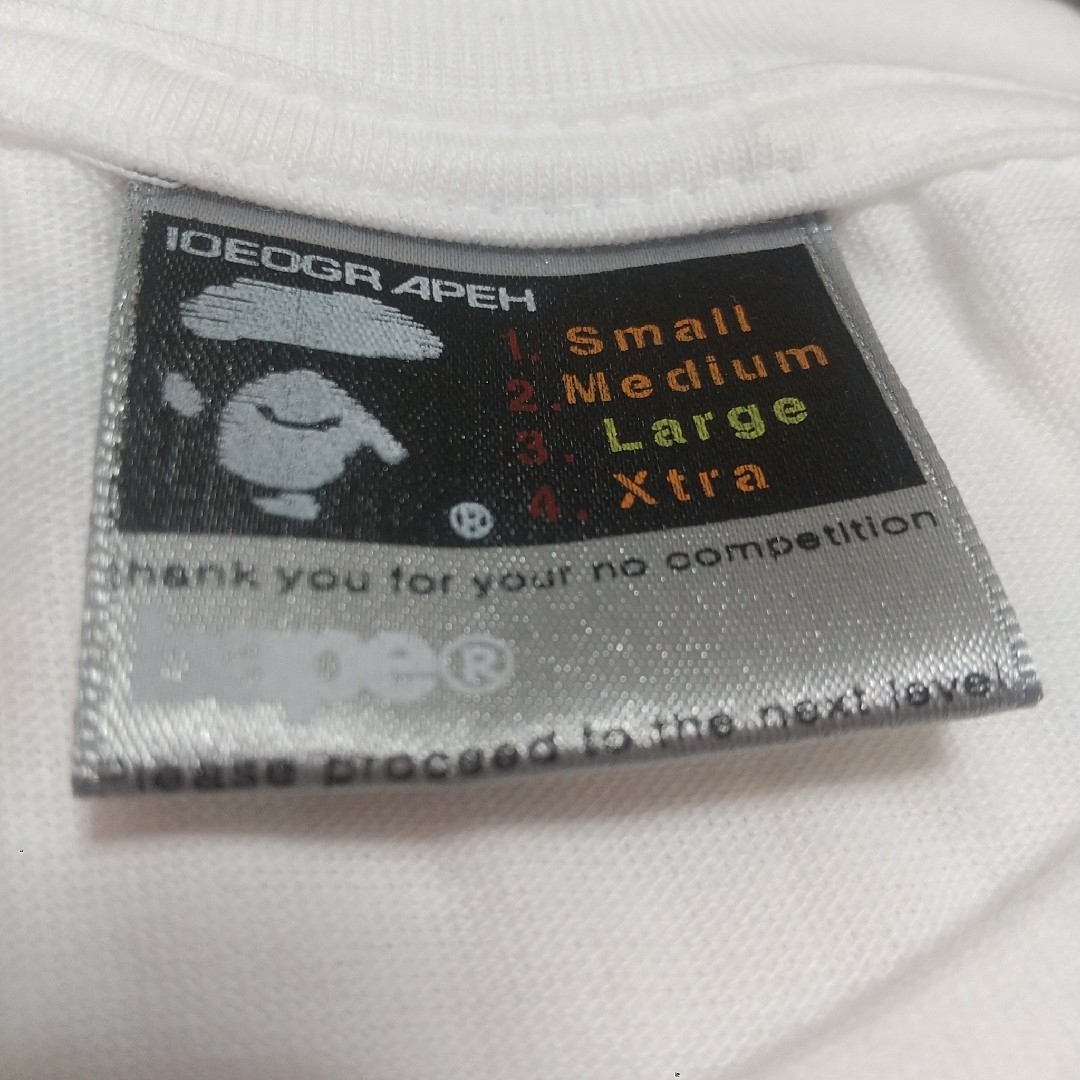 IOEOGR APEH
1. Small
2. Medium
3. Large
4. Xtra
®
thank you for your no competition
bape®
Please proceed to the next level